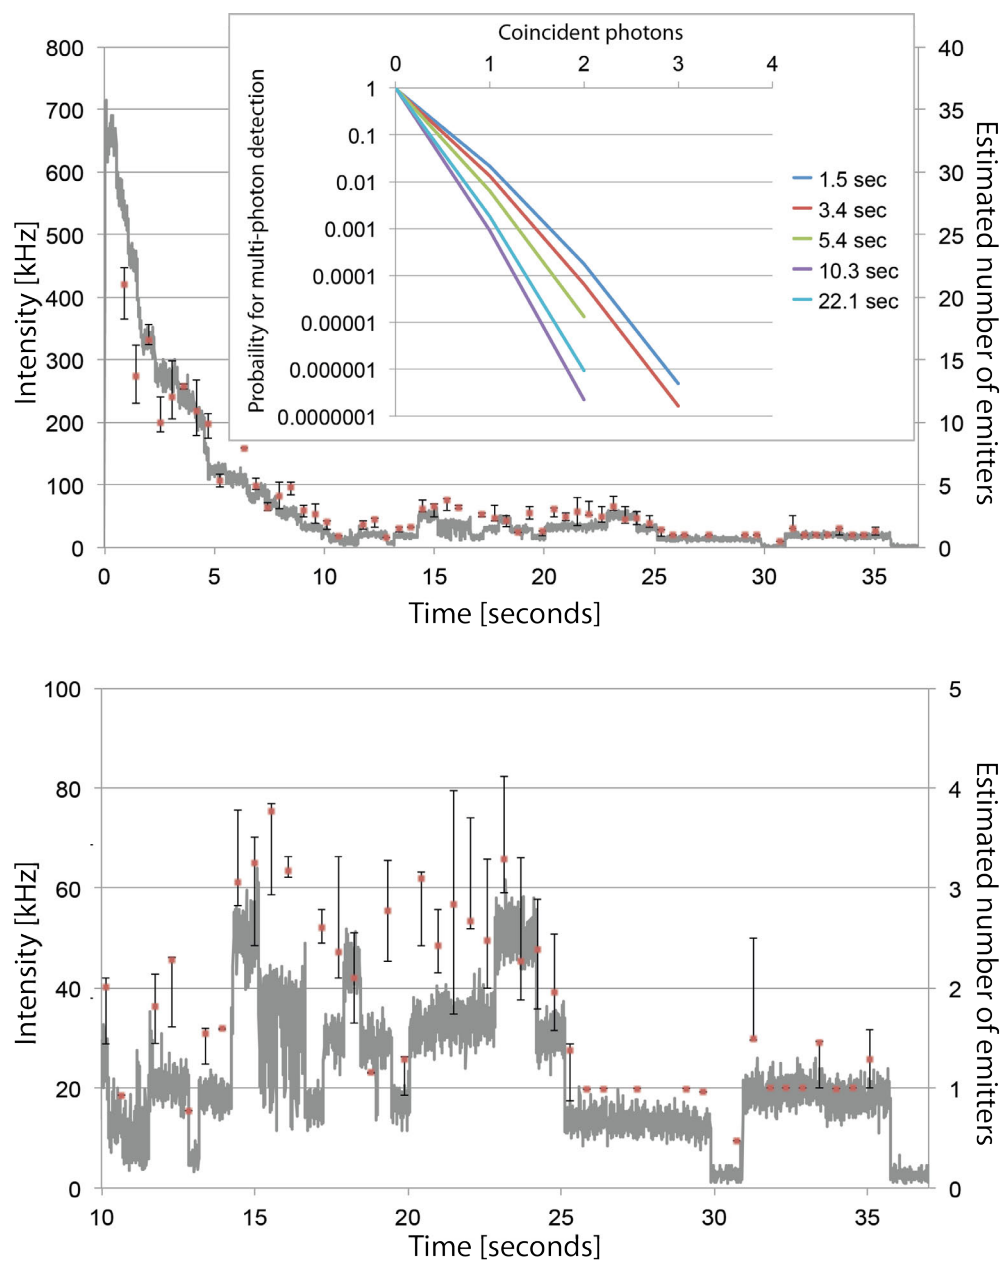 Coincident photons
0 1 2 3 4
Probaility for multi-photon detection
1
0.1
0.01
0.001
0.0001
0.00001
0.000001
0.0000001
1.5 sec
3.4 sec
5.4 sec
10.3 sec
22.1 sec
Intensity [kHz]
800
700
600
500
400
300
200
100
0
40
35
30
25
20
15
10
5
0
Estimated number of emitters
0 5 10 15 20 25 30 35
Time [seconds]
Intensity [kHz]
100
80
60
40
20
0
5
4
3
2
1
0
Estimated number of emitters
10 15 20 25 30 35
Time [seconds]